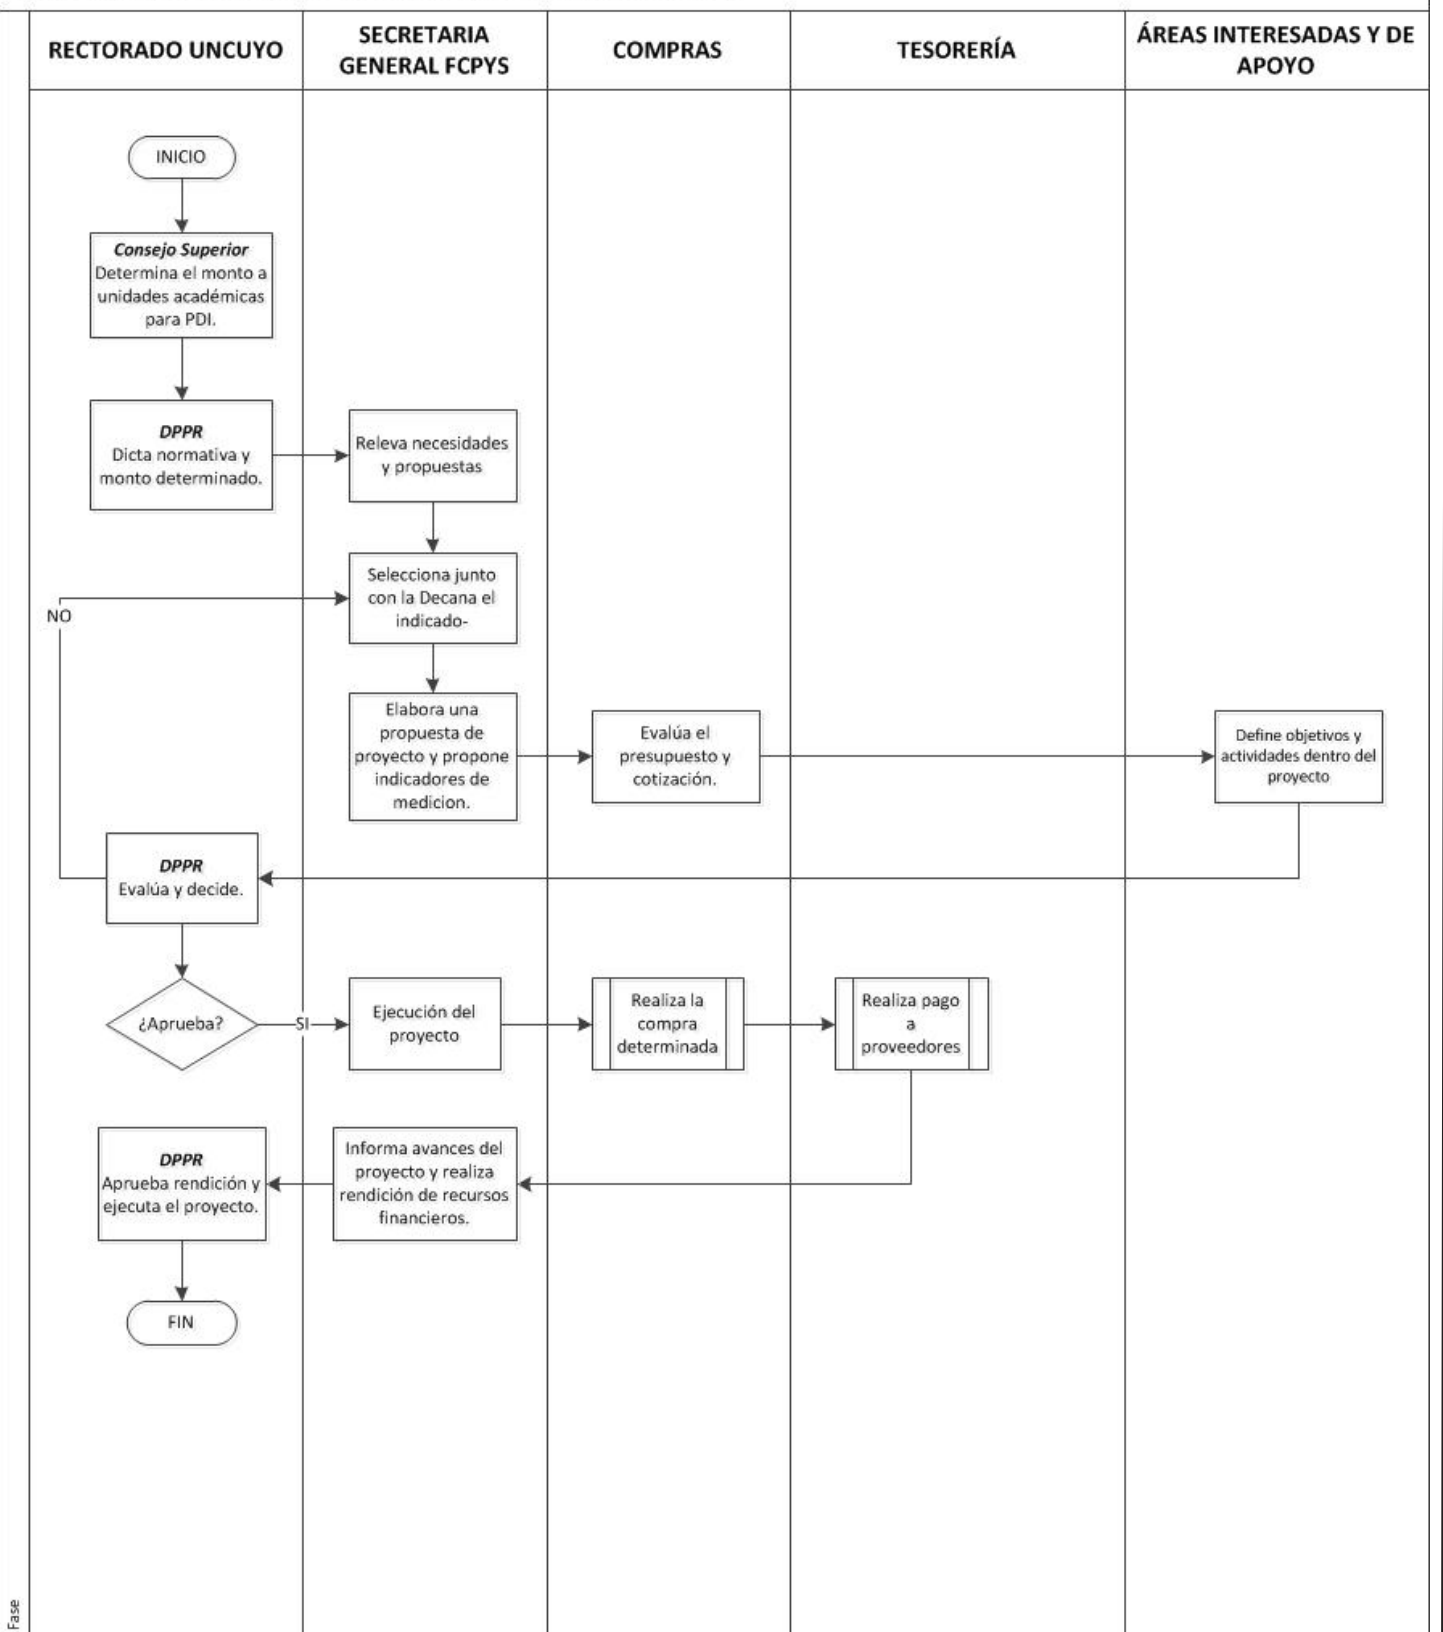 RECTORADO UNCUYO
SECRETARIA
GENERAL FCPYS
COMPRAS
TESORERÍA
ÁREAS INTERESADAS Y DE
APOYO
INICIO
Consejo Superior
Determina el monto a
unidades académicas
para PDI.
DPPR
Dicta normativa y
monto determinado.
Releva necesidades
y propuestas
Selecciona junto
con la Decana el
indicado-
NO
Elabora una
propuesta de
proyecto y propone
indicadores de
medicion.
Evalúa el
presupuesto y
cotización.
Define objetivos y
actividades dentro del
proyecto
DPPR
Evalúa y decide.
¿Aprueba?
SI
Ejecución del
proyecto
Realiza la
compra
determinada
Realiza pago
a
proveedores
Informa avances del
proyecto y realiza
rendición de recursos
financieros.
DPPR
Aprueba rendición y
ejecuta el proyecto.
FIN
Fase